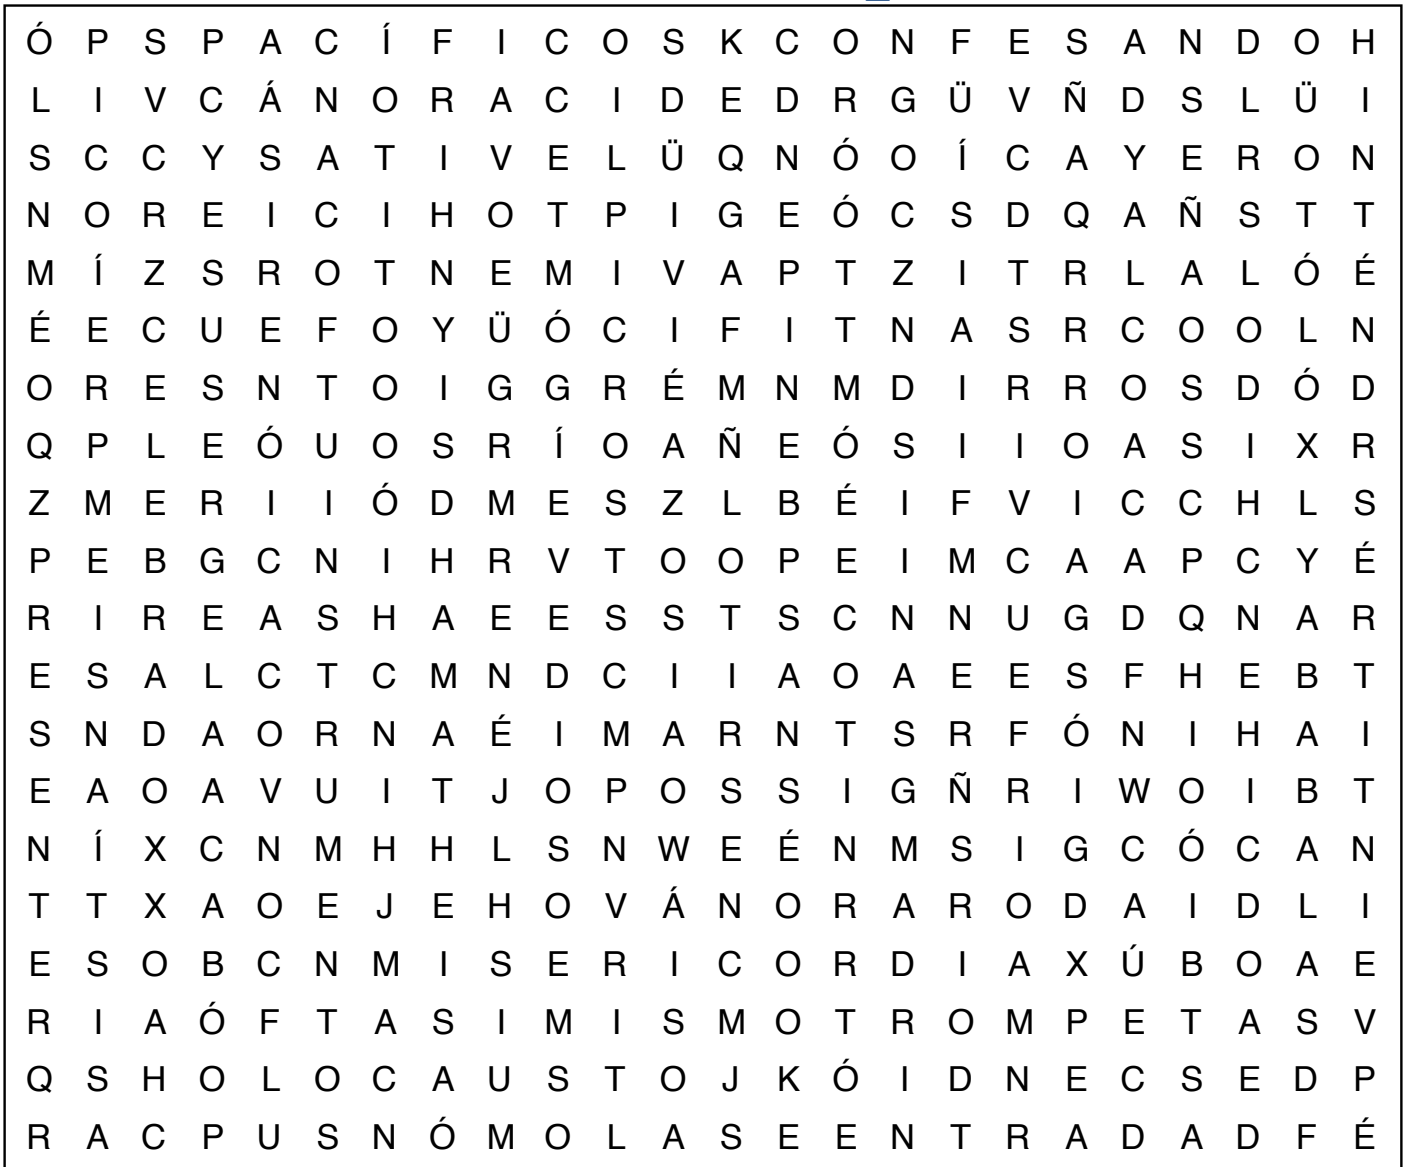 Ó P S P A C Í F I C O S K C O N F E S A N D O H
L I V C Á N O R A C I D E D R G Ü V Ñ D S L Ü I
S C C Y S A T I V E L Ü Q N Ó O Í C A Y E R O N
N O R E I C I H O T P I G E Ó C S D Q A Ñ S T T
M Í Z S R O T N E M I V A P T Z I T R L A L Ó É
É E C U E F O Y Ü Ó C I F I T N A S R C O O L N
O R E S N T O I G G R É M N M D I R R O S D Ó D
Q P L E Ó U O S R Í O A Ñ E Ó S I I O A S I X R
Z M E R I I Ó D M E S Z L B É I F V I C C H L S
P E B G C N I H R V T O O P E I M C A A P C Y É
R I R E A S H A E E S S T S C N N U G D Q N A R
E S A L C T C M N D C I I A O A E E S F H E B T
S N D A O R N A É I M A R N T S R F Ó N I H A I
E A O A V U I T J O P O S S I G Ñ R I W O I B T
N Í X C N M H H L S N W E É N M S I G C Ó C A N
T T X A O E J E H O V Á N O R A R O D A I D L I
E S O B C N M I S E R I C O R D I A X Ú B O A E
R I A Ó F T A S I M I S M O T R O M P E T A S V
Q S H O L O C A U S T O J K Ó I D N E C S E D P
R A C P U S N Ó M O L A S E E N T R A D A D F É